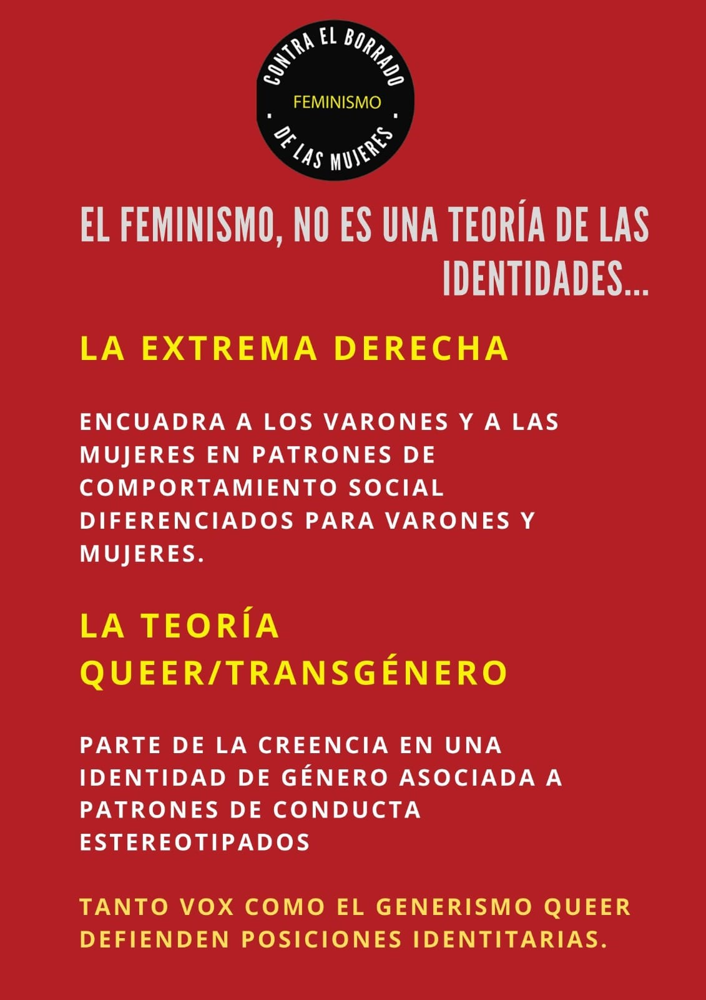 CONTRA EL BORRADO
FEMINISMO
DE LAS MUJERES
EL FEMINISMO, NO ES UNA TEORÍA DE LAS
IDENTIDADES...
LA EXTREMA DERECHA
ENCUADRA A LOS VARONES Y A LAS
MUJERES EN PATRONES DE
COMPORTAMIENTO SOCIAL
DIFERENCIADOS PARA VARONES Y
MUJERES.
LA TEORÍA
QUEER/TRANSGÉNERO
PARTE DE LA CREENCIA EN UNA
IDENTIDAD DE GÉNERO ASOCIADA A
PATRONES DE CONDUCTA
ESTEREOTIPADOS
TANTO VOX COMO EL GENERISMO QUEER
DEFIENDEN POSICIONES IDENTITARIAS.